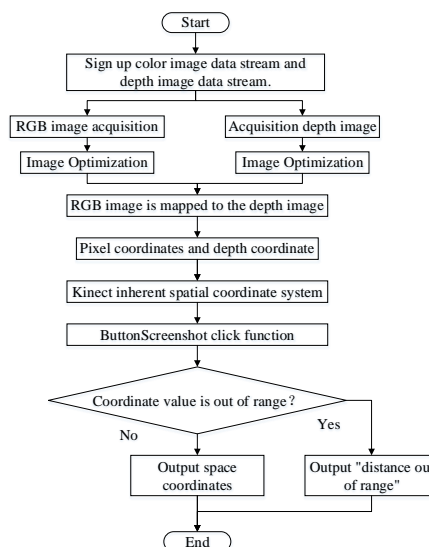 Start
Sign up color image data stream and
depth image data stream.
RGB image acquisition
Acquisition depth image
Image Optimization
Image Optimization
RGB image is mapped to the depth image
Pixel coordinates and depth coordinate
Kinect inherent spatial coordinate system
ButtonScreenshot click function
Coordinate value is out of range?
No
Yes
Output space
coordinates
Output "distance out
of range"
End